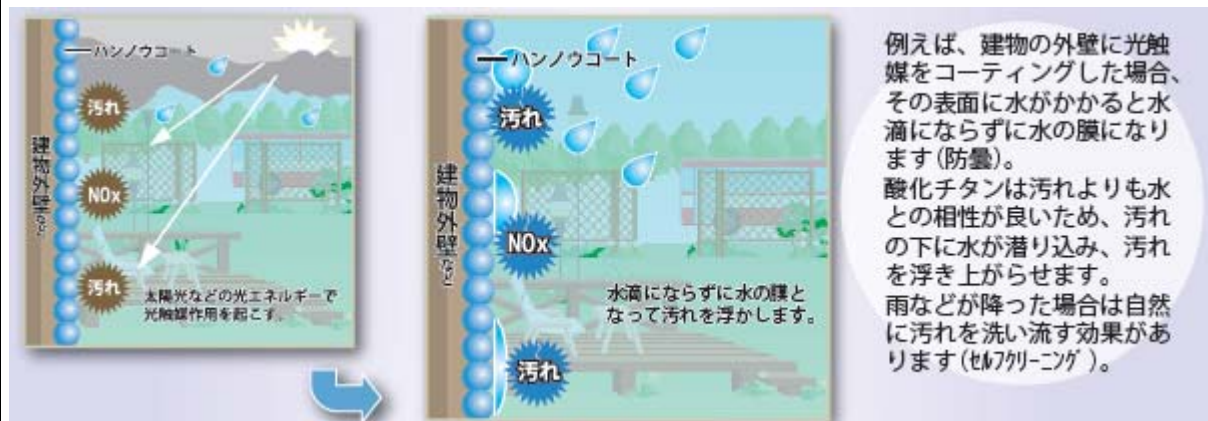 ハンノウコート
汚れ
NOx
汚れ
建物外壁など
太陽光などの光エネルギーで
光触媒作用を起こす。
ハンノウコート
汚れ
NOx
汚れ
建物外壁など
水滴にならずに水の膜と
なって汚れを浮かします。
例えば、建物の外壁に光触
媒をコーティングした場合、
その表面に水がかかると水
滴にならずに水の膜になり
ます(防曇)。
酸化チタンは汚れよりも水
との相性が良いため、汚れ
の下に水が潜り込み、汚れ
を浮き上がらせます。
雨などが降った場合は自然
に汚れを洗い流す効果があ
ります(ｾﾙﾌｸﾘｰﾆﾝｸﾞ)。